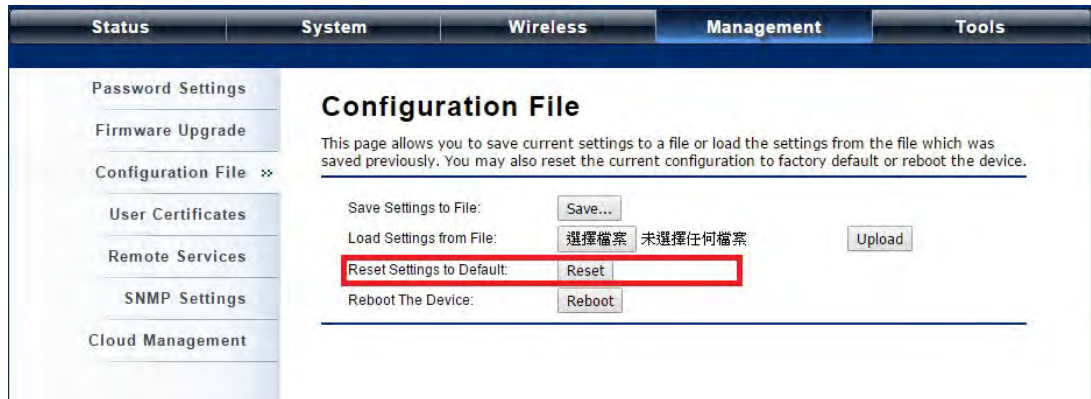 Status System Wireless Management Tools
Password Settings
Firmware Upgrade
Configuration File »
User Certificates
Remote Services
SNMP Settings
Cloud Management
Configuration File
This page allows you to save current settings to a file or load the settings from the file which was
saved previously. You may also reset the current configuration to factory default or reboot the device.
Save Settings to File: Save...
Load Settings from File: 選擇檔案 未選擇任何檔案 Upload
Reset Settings to Default: Reset
Reboot The Device: Reboot